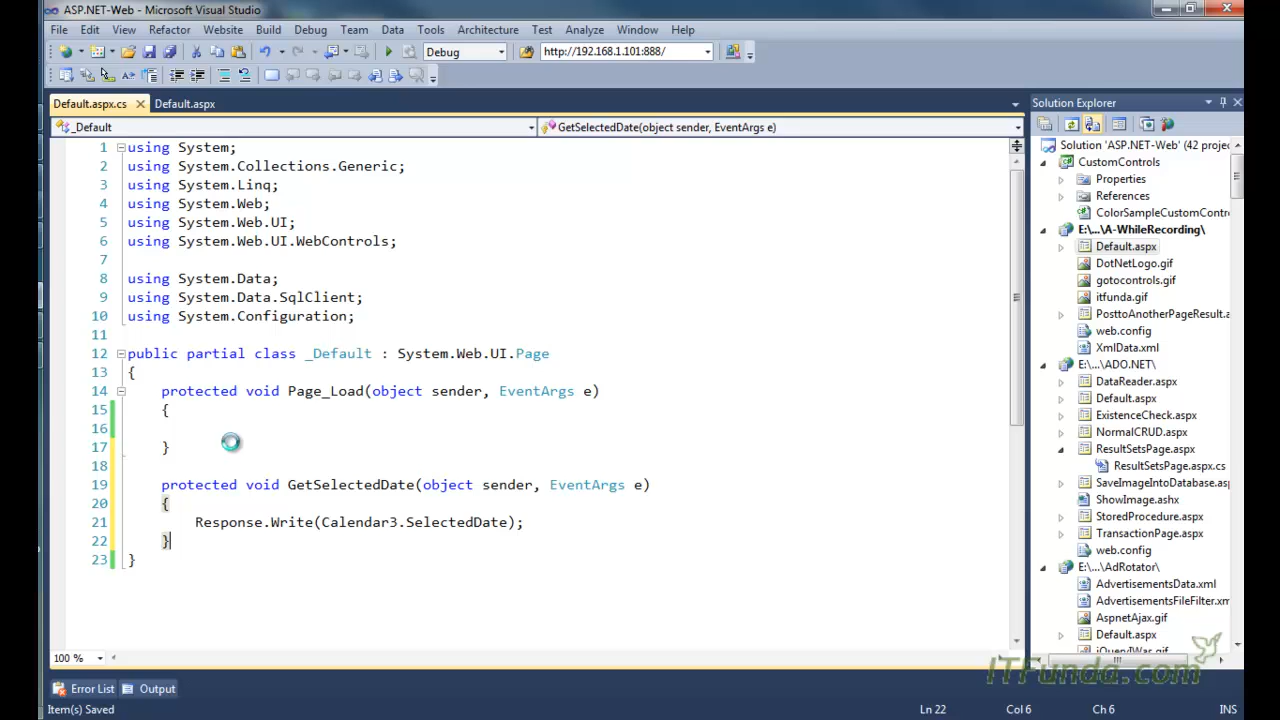 ASP.NET-Web - Microsoft Visual Studio
File Edit View Refactor Website Build Debug Team Data Tools Architecture Test Analyze Window Help
Debug http://192.168.1.101:888/
Default.aspx.cs Default.aspx
_Default GetSelectedDate(object sender, EventArgs e)
1 using System;
2 using System.Collections.Generic;
3 using System.Linq;
4 using System.Web;
5 using System.Web.UI;
6 using System.Web.UI.WebControls;
7
8 using System.Data;
9 using System.Data.SqlClient;
10 using System.Configuration;
11
12 public partial class _Default : System.Web.UI.Page
13 {
14 protected void Page_Load(object sender, EventArgs e)
15 {
16
17 }
18
19 protected void GetSelectedDate(object sender, EventArgs e)
20 {
21 Response.Write(Calendar3.SelectedDate);
22 }
23 }
100 %
Solution Explorer
Solution 'ASP.NET-Web' (42 projec
CustomControls
Properties
References
ColorSampleCustomContr
E:\...\A-WhileRecording\
Default.aspx
DotNetLogo.gif
gotocontrols.gif
itfunda.gif
PosttoAnotherPageResult.a
web.config
XmlData.xml
E:\...\ADO.NET\
DataReader.aspx
Default.aspx
ExistenceCheck.aspx
NormalCRUD.aspx
ResultSetsPage.aspx
ResultSetsPage.aspx.cs
SaveImageIntoDatabase.asp
ShowImage.ashx
StoredProcedure.aspx
TransactionPage.aspx
web.config
E:\...\AdRotator\
AdvertisementsData.xml
AdvertisementsFileFilter.xm
AspnetAjax.gif
Default.aspx
jQueryIWas.gif
ITFunda.com
Error List Output
Item(s) Saved Ln 22 Col 6 Ch 6 INS